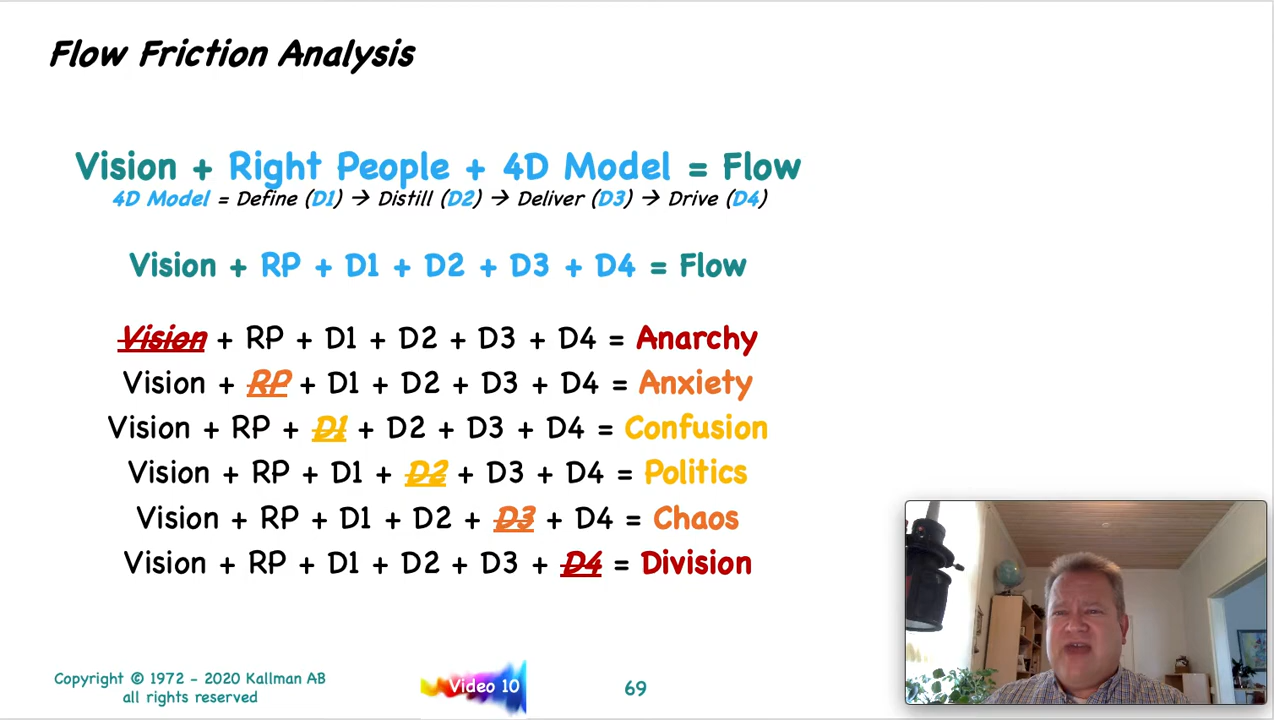 Flow Friction Analysis
Vision + Right People + 4D Model = Flow
4D Model = Define (D1) → Distill (D2) → Deliver (D3) → Drive (D4)
Vision + RP + D1 + D2 + D3 + D4 = Flow
Vision + RP + D1 + D2 + D3 + D4 = Anarchy
Vision + RP + D1 + D2 + D3 + D4 = Anxiety
Vision + RP + D1 + D2 + D3 + D4 = Confusion
Vision + RP + D1 + D2 + D3 + D4 = Politics
Vision + RP + D1 + D2 + D3 + D4 = Chaos
Vision + RP + D1 + D2 + D3 + D4 = Division
Copyright © 1972 - 2020 Kallman AB
all rights reserved
Video 10
69